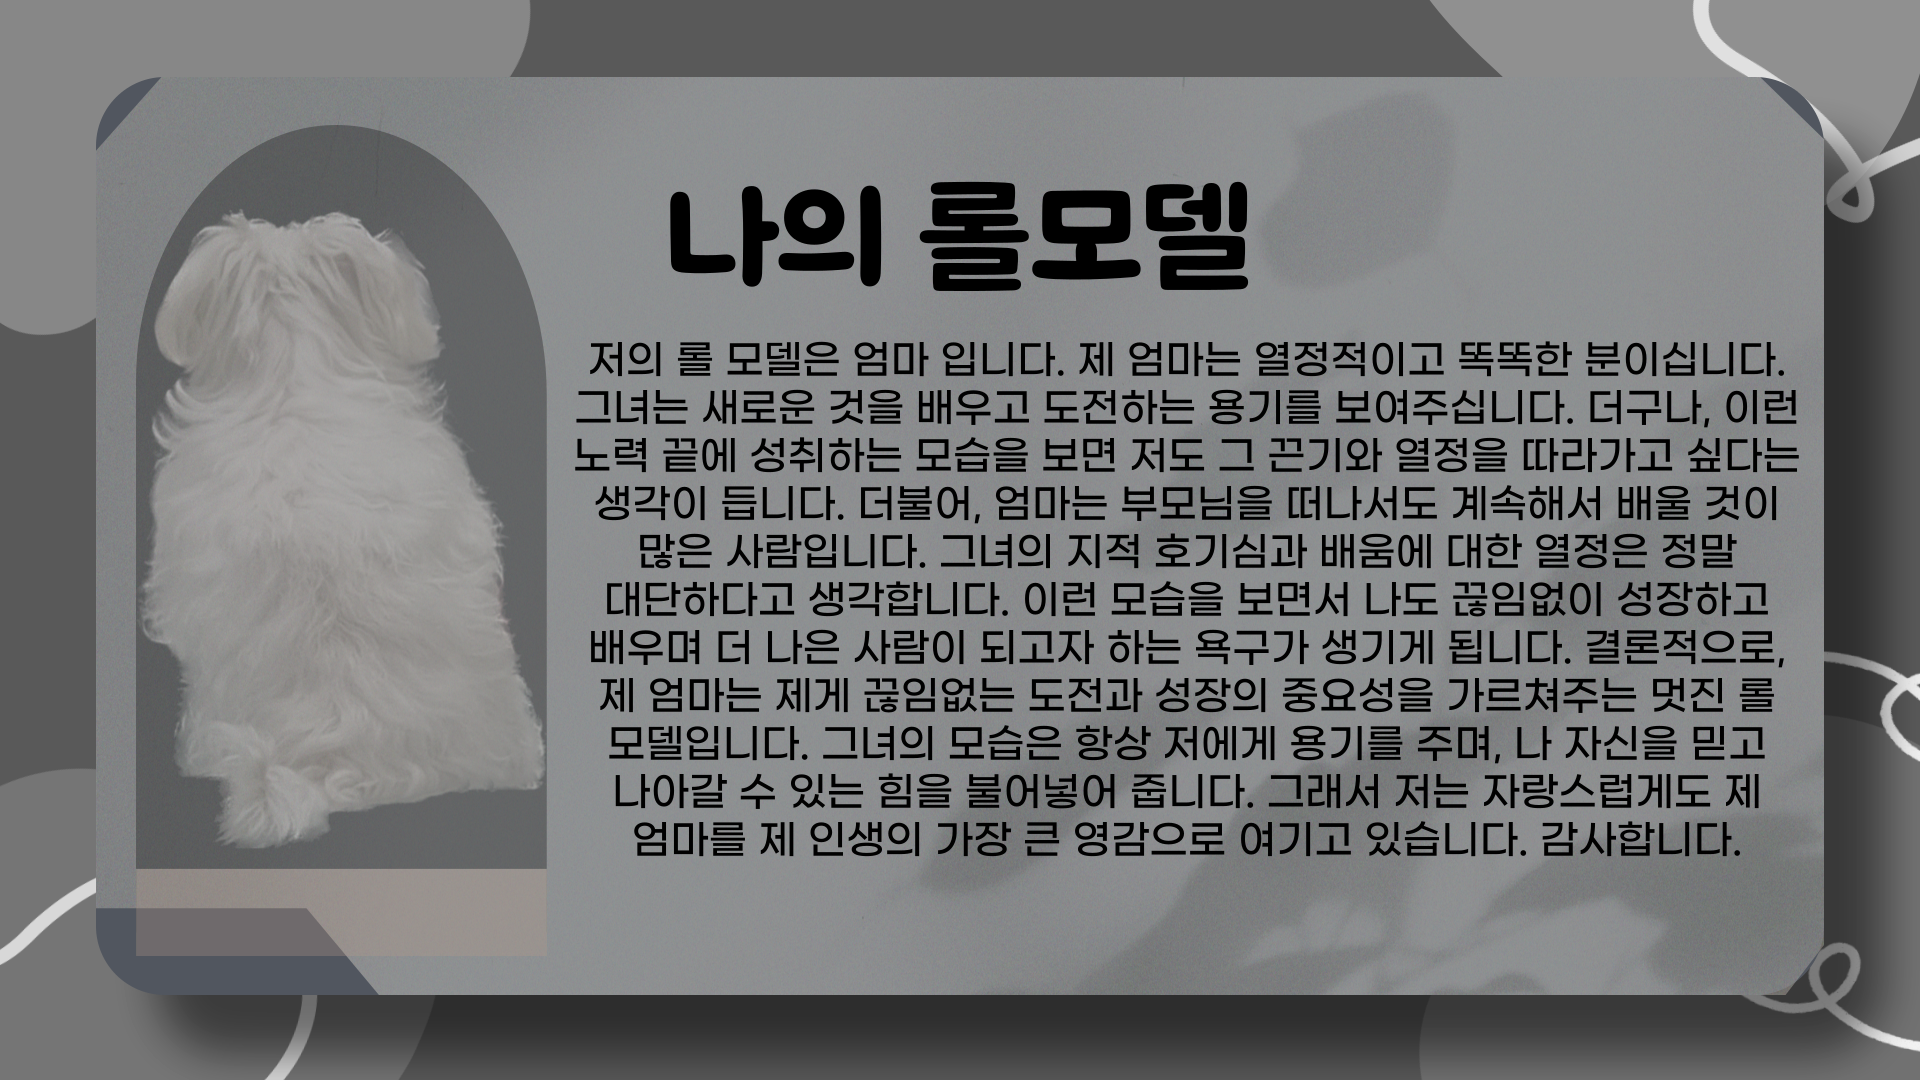 나의 롤모델
저의 롤 모델은 엄마 입니다. 제 엄마는 열정적이고 똑똑한 분이십니다.
그녀는 새로운 것을 배우고 도전하는 용기를 보여주십니다. 더구나, 이런
노력 끝에 성취하는 모습을 보면 저도 그 끈기와 열정을 따라가고 싶다는
생각이 듭니다. 더불어, 엄마는 부모님을 떠나서도 계속해서 배울 것이
많은 사람입니다. 그녀의 지적 호기심과 배움에 대한 열정은 정말
대단하다고 생각합니다. 이런 모습을 보면서 나도 끊임없이 성장하고
배우며 더 나은 사람이 되고자 하는 욕구가 생기게 됩니다. 결론적으로,
제 엄마는 제게 끊임없는 도전과 성장의 중요성을 가르쳐주는 멋진 롤
모델입니다. 그녀의 모습은 항상 저에게 용기를 주며, 나 자신을 믿고
나아갈 수 있는 힘을 불어넣어 줍니다. 그래서 저는 자랑스럽게도 제
엄마를 제 인생의 가장 큰 영감으로 여기고 있습니다. 감사합니다.